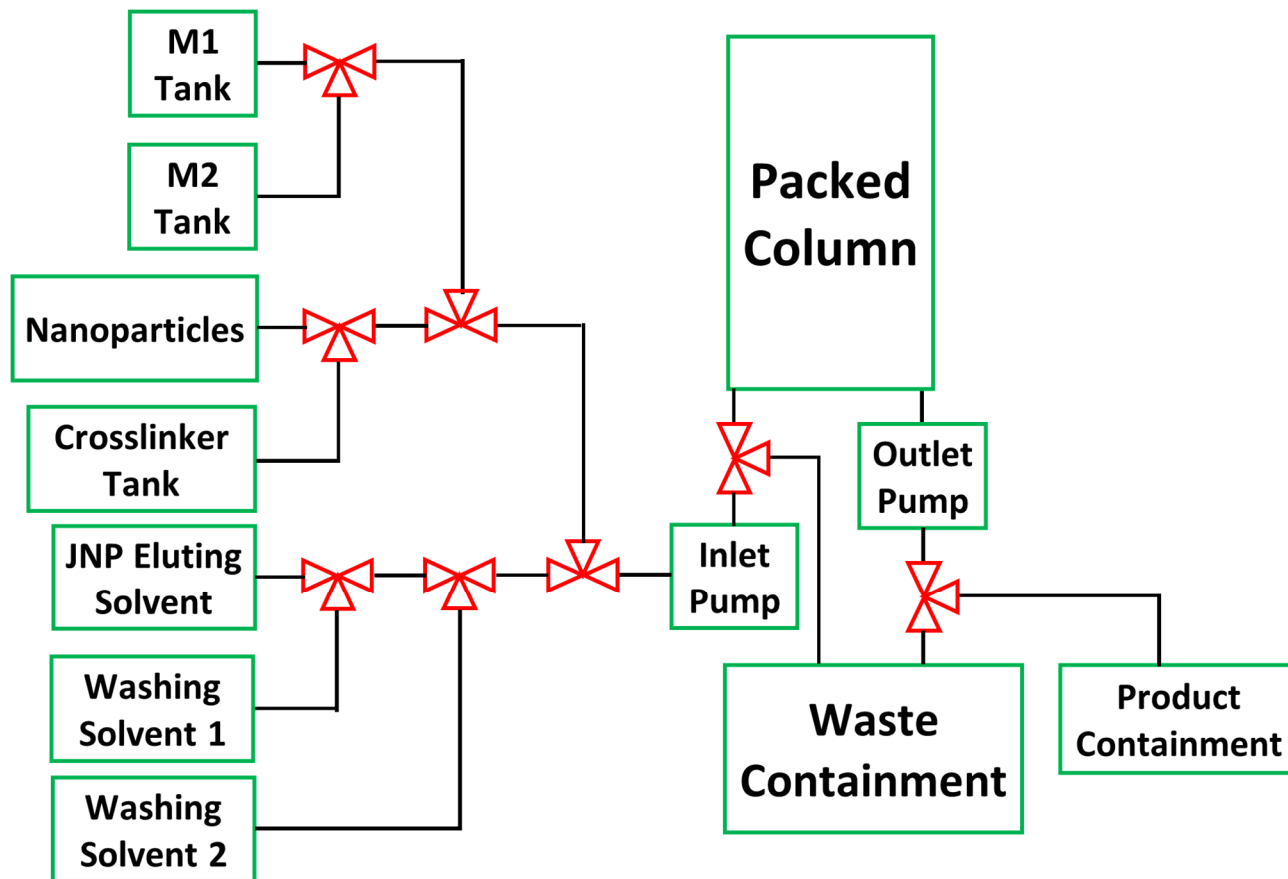 M1
Tank
M2
Tank
Nanoparticles
Crosslinker
Tank
JNP Eluting
Solvent
Washing
Solvent 1
Washing
Solvent 2
Packed
Column
Inlet
Pump
Outlet
Pump
Waste
Containment
Product
Containment